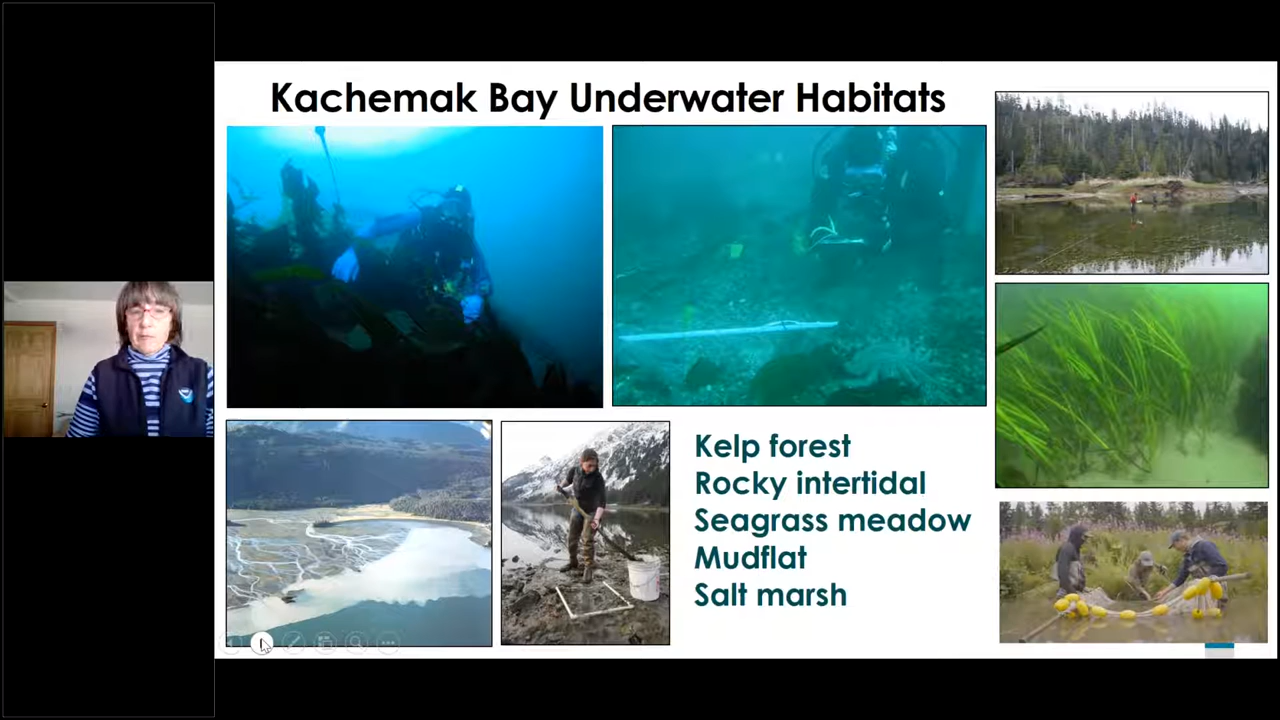 Kachemak Bay Underwater Habitats
Kelp forest
Rocky intertidal
Seagrass meadow
Mudflat
Salt marsh